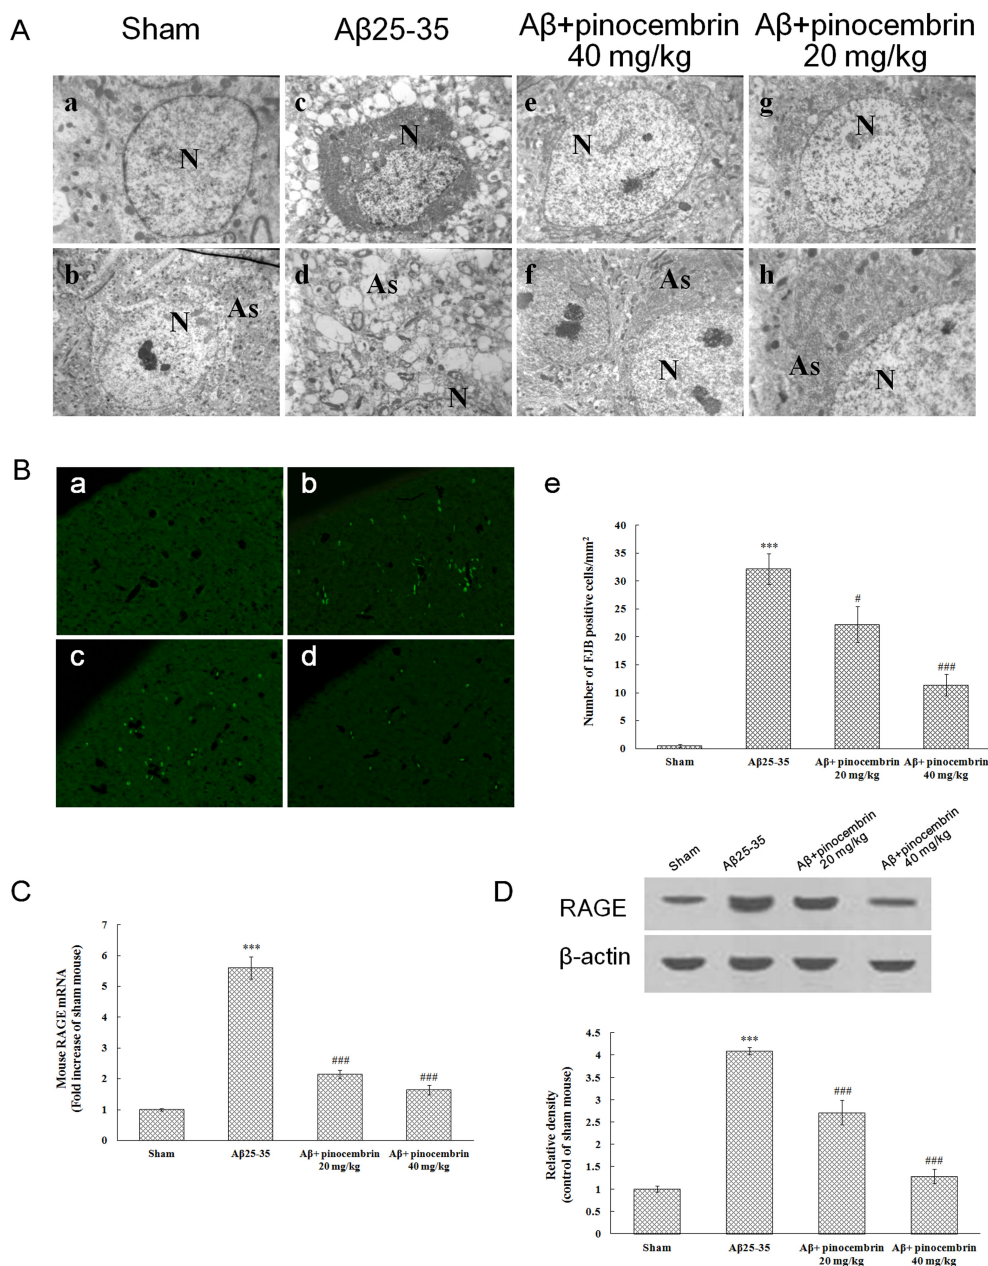 A
Sham
Aβ25-35
Aβ+pinocembrin
40 mg/kg
Aβ+pinocembrin
20 mg/kg
a
N
c
N
e
N
g
N
b
N
As
d
As
N
f
As
N
h
As
N
B
a
b
c
d
e
Number of FJB positive cells/mm²
40
35
30
25
20
15
10
5
0
***
#
###
Sham
Aβ25-35
Aβ+ pinocembrin
20 mg/kg
Aβ+ pinocembrin
40 mg/kg
C
Mouse RAGE mRNA
(Fold increase of sham mouse)
7
6
5
4
3
2
1
0
***
###
###
Sham
Aβ25-35
Aβ+ pinocembrin
20 mg/kg
Aβ+ pinocembrin
40 mg/kg
D
Sham
Aβ25-35
Aβ+pinocembrin
20 mg/kg
Aβ+pinocembrin
40 mg/kg
RAGE
β-actin
Relative density
(control of sham mouse)
4.5
4
3.5
3
2.5
2
1.5
1
0.5
0
***
###
###
Sham
Aβ25-35
Aβ+ pinocembrin
20 mg/kg
Aβ+ pinocembrin
40 mg/kg